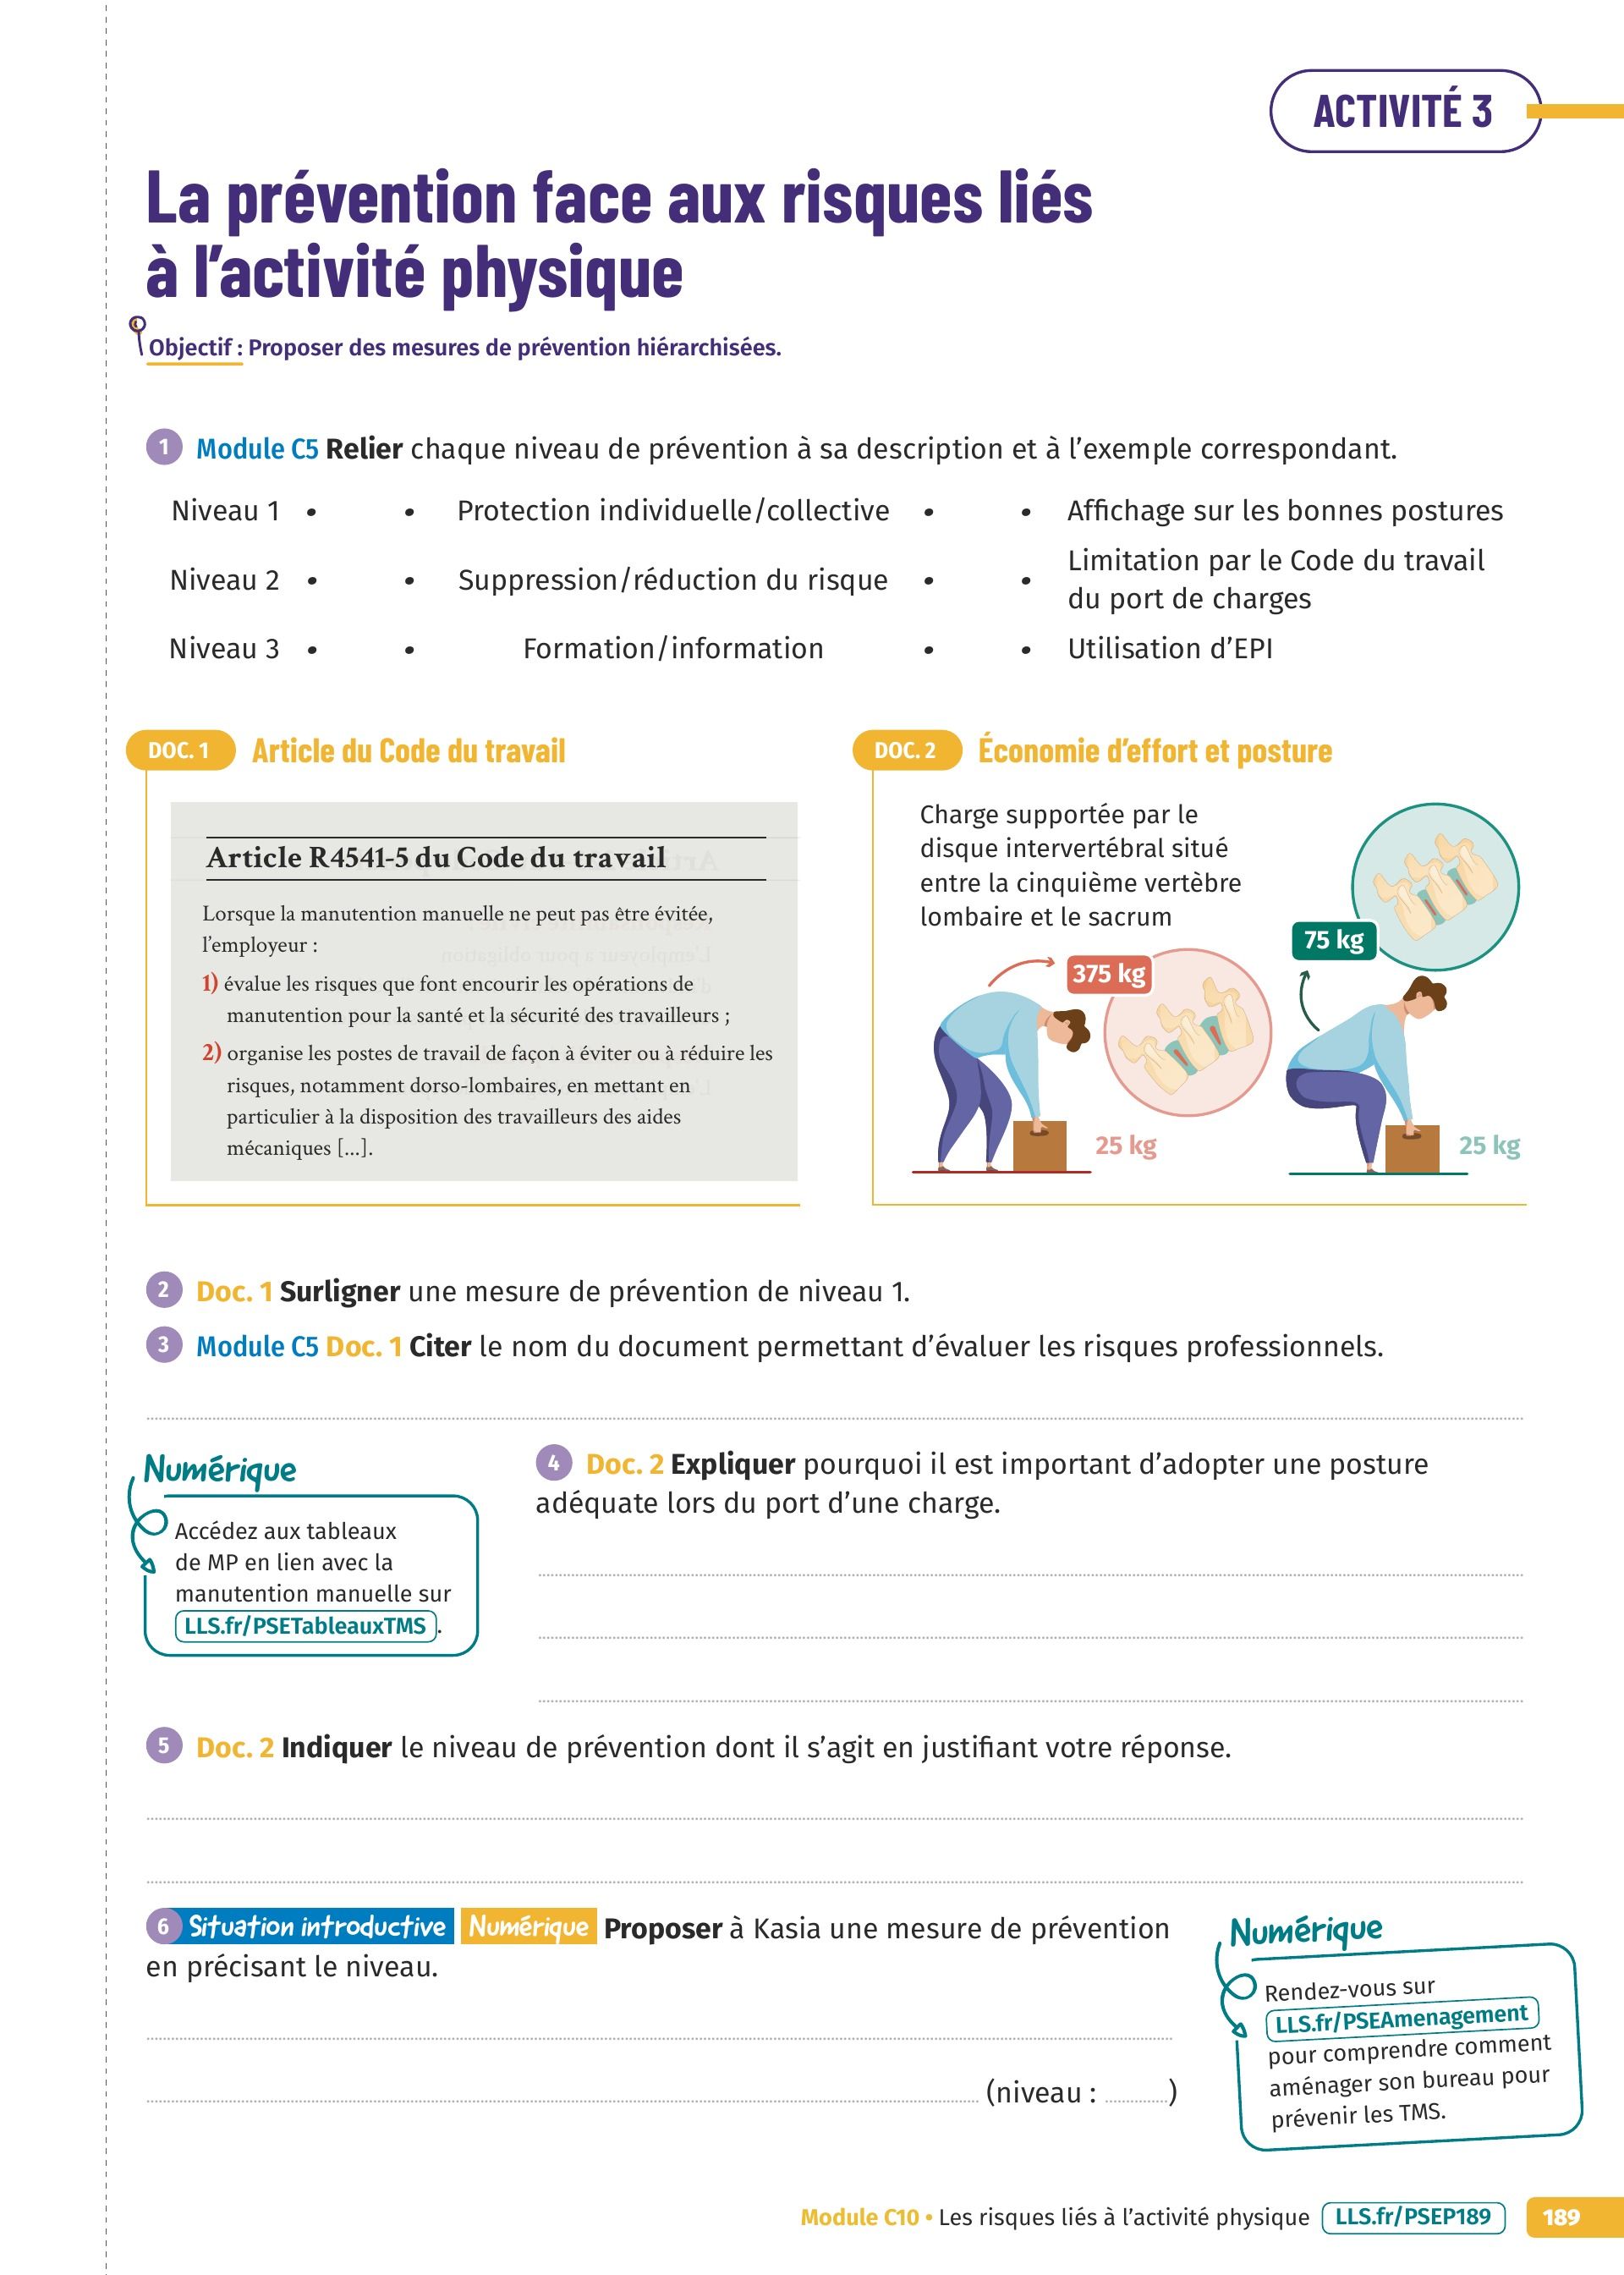 ACTIVITÉ 3
La prévention face aux risques liés
à l'activité physique
Objectif : Proposer des mesures de prévention hiérarchisées.
1 Module C5 Relier chaque niveau de prévention à sa description et à l'exemple correspondant.
Niveau 1 • • Protection individuelle/collective • • Affichage sur les bonnes postures
Niveau 2 • • Suppression/réduction du risque • • Limitation par le Code du travail
du port de charges
Niveau 3 • • Formation/information • • Utilisation d'EPI
DOC. 1 Article du Code du travail
Article R4541-5 du Code du travail
Lorsque la manutention manuelle ne peut pas être évitée,
l'employeur :
1) évalue les risques que font encourir les opérations de
manutention pour la santé et la sécurité des travailleurs ;
2) organise les postes de travail de façon à éviter ou à réduire les
risques, notamment dorso-lombaires, en mettant en
particulier à la disposition des travailleurs des aides
mécaniques [...].
DOC. 2 Économie d'effort et posture
Charge supportée par le
disque intervertébral situé
entre la cinquième vertèbre
lombaire et le sacrum
375 kg
25 kg
75 kg
25 kg
2 Doc. 1 Surligner une mesure de prévention de niveau 1.
3 Module C5 Doc. 1 Citer le nom du document permettant d'évaluer les risques professionnels.
Numérique
Accédez aux tableaux
de MP en lien avec la
manutention manuelle sur
LLS.fr/PSETableauxTMS.
4 Doc. 2 Expliquer pourquoi il est important d'adopter une posture
adéquate lors du port d'une charge.
5 Doc. 2 Indiquer le niveau de prévention dont il s'agit en justifiant votre réponse.
6 Situation introductive Numérique Proposer à Kasia une mesure de prévention
en précisant le niveau.
(niveau : ........)
Numérique
Rendez-vous sur
LLS.fr/PSEAmenagement
pour comprendre comment
aménager son bureau pour
prévenir les TMS.
Module C10 • Les risques liés à l'activité physique LLS.fr/PSEP189 189